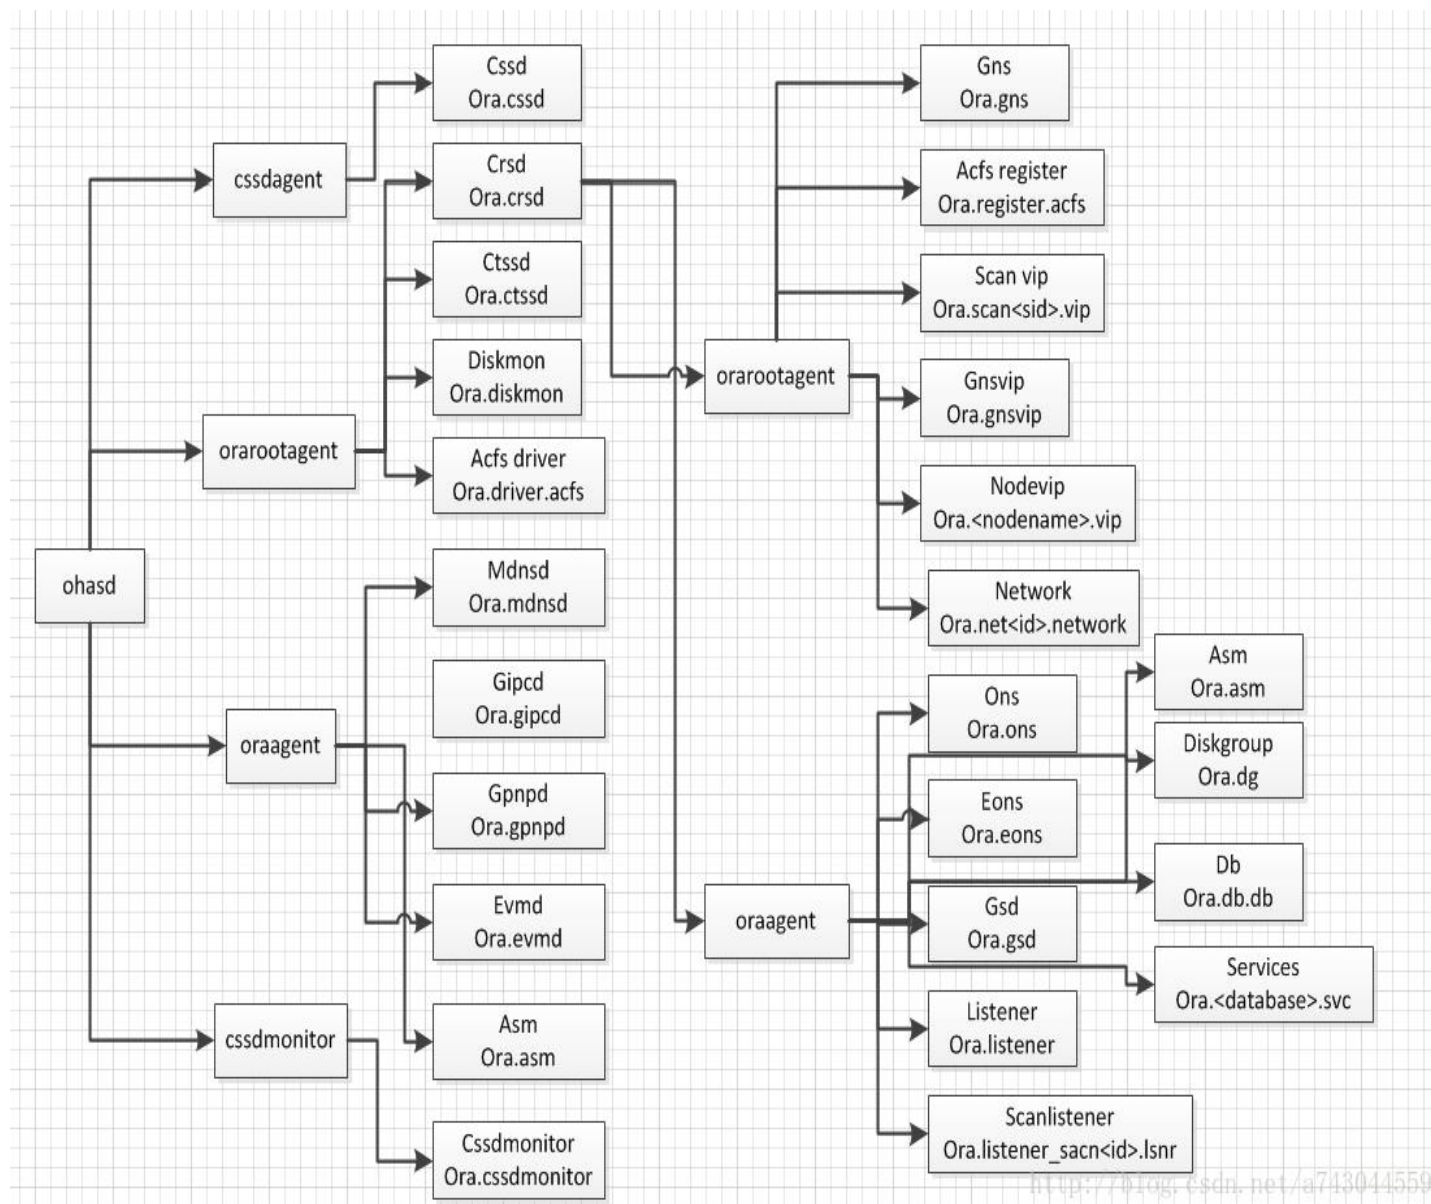 ohasd
cssdagent
orarootagent
oraagent
cssdmonitor
Cssd
Ora.cssd
Crsd
Ora.crsd
Ctssd
Ora.ctssd
Diskmon
Ora.diskmon
Acfs driver
Ora.driver.acfs
Mdnsd
Ora.mdnsd
Gipcd
Ora.gipcd
Gpnpd
Ora.gpnpd
Evmd
Ora.evmd
Asm
Ora.asm
Cssdmonitor
Ora.cssdmonitor
orarootagent
oraagent
Gns
Ora.gns
Acfs register
Ora.register.acfs
Scan vip
Ora.scan<sid>.vip
Gnsvip
Ora.gnsvip
Nodevip
Ora.<nodename>.vip
Network
Ora.net<id>.network
Ons
Ora.ons
Eons
Ora.eons
Gsd
Ora.gsd
Listener
Ora.listener
Scanlistener
Ora.listener_sacn<id>.lsnr
Asm
Ora.asm
Diskgroup
Ora.dg
Db
Ora.db.db
Services
Ora.<database>.svc
http://blog.csdn.net/a743044559